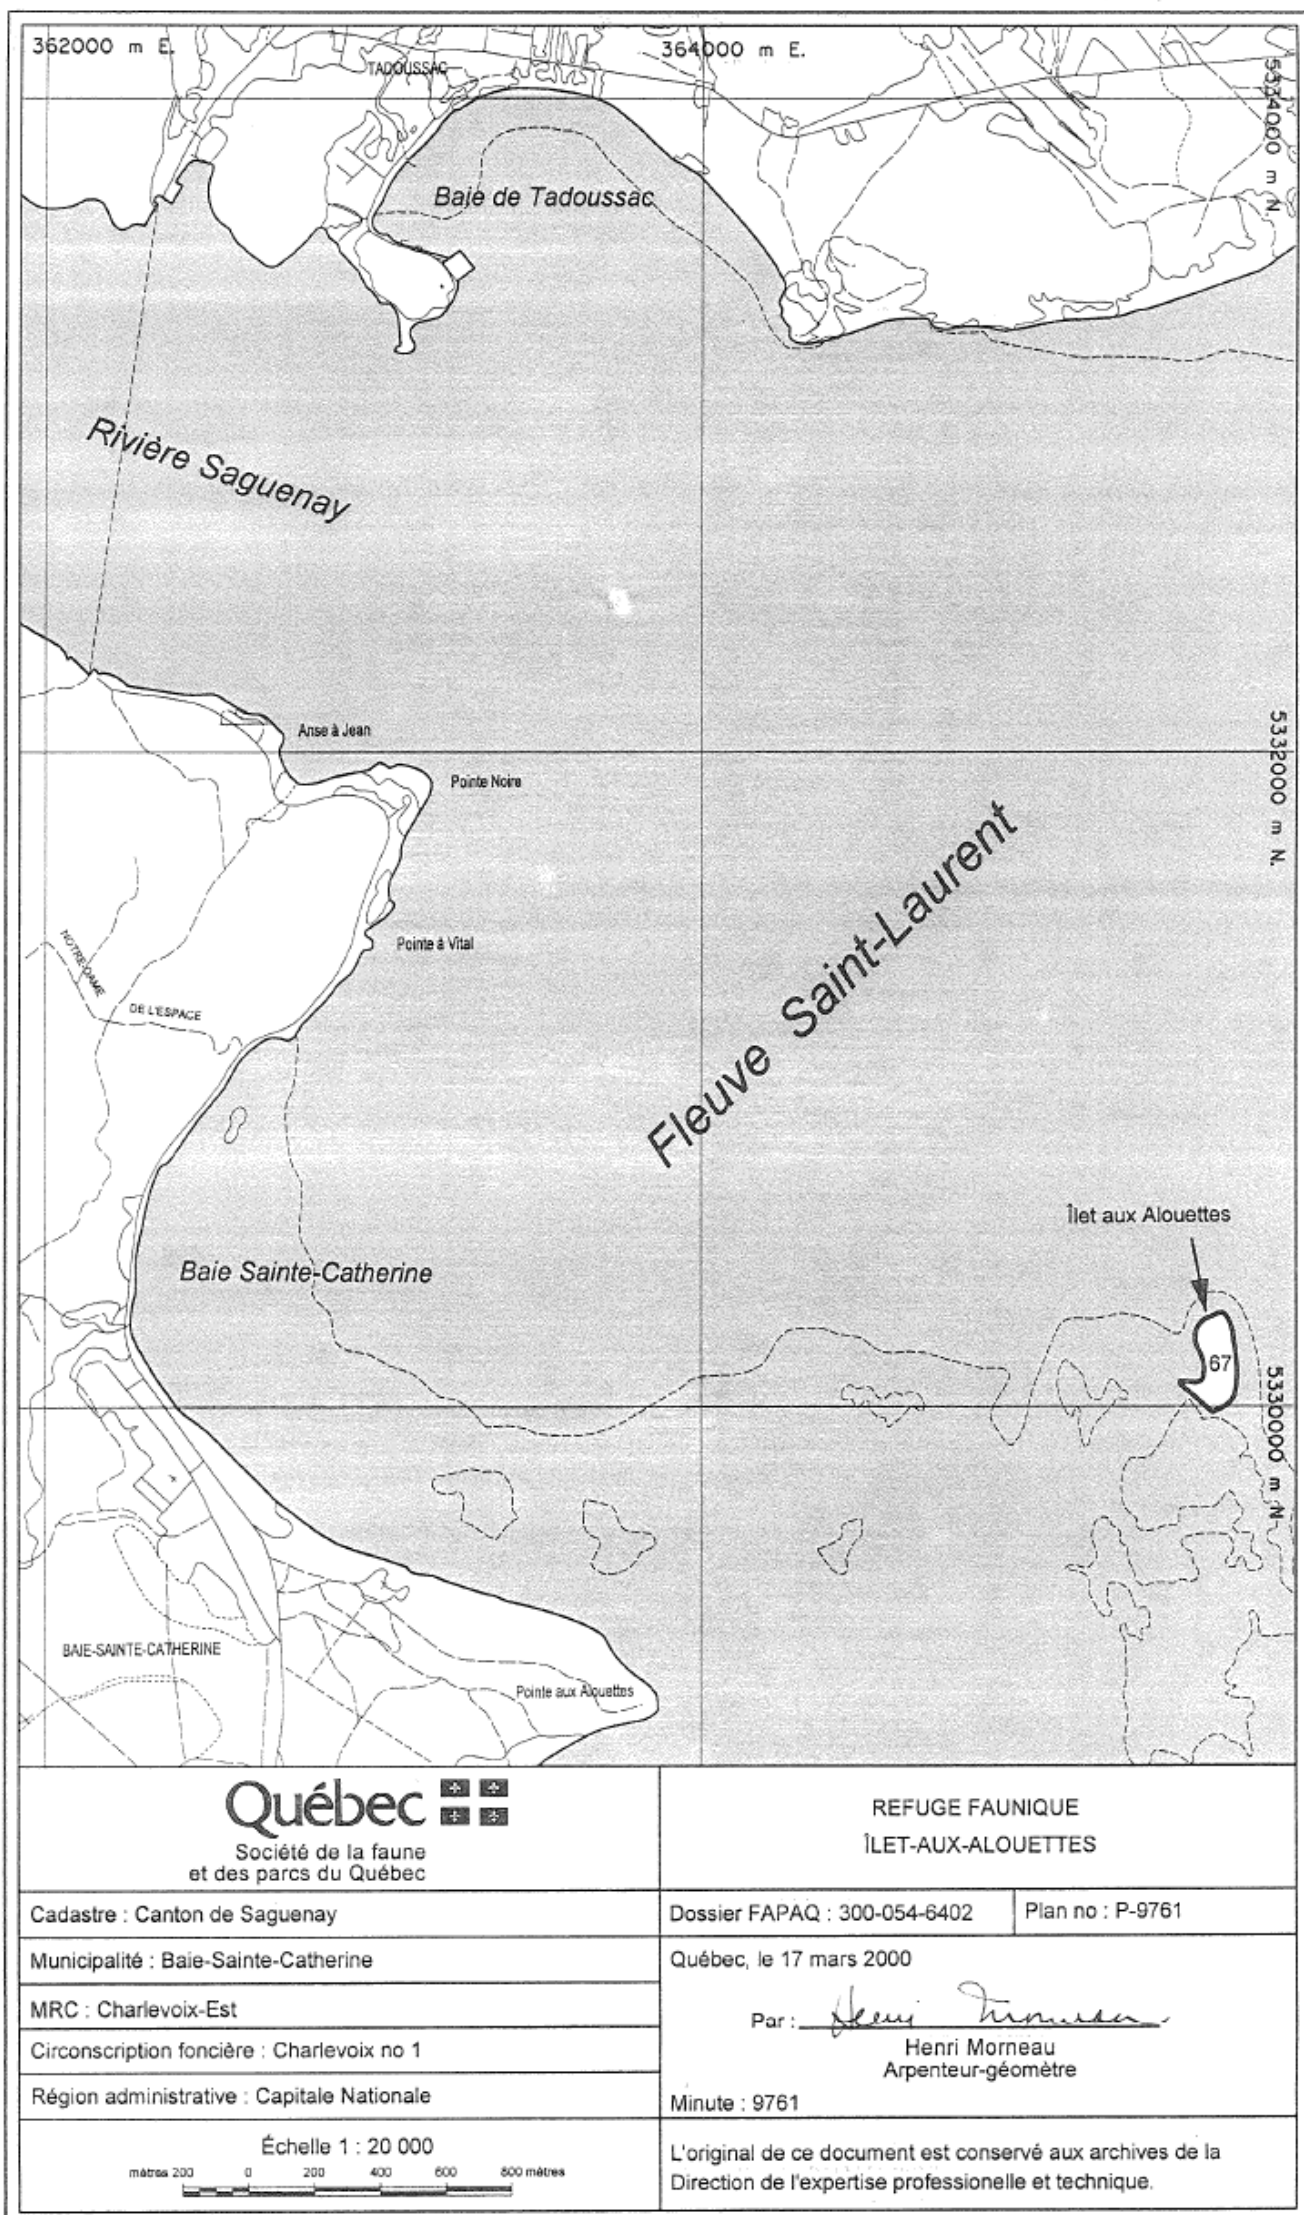 362000 m E.
364000 m E.
TADOUSSAC
5334000 m N.
Baie de Tadoussac
Rivière Saguenay
Anse à Jean
5332000 m N.
Pointe Noire
Fleuve Saint-Laurent
Pointe à Vital
NOTRE-DAME
DE L'ESPACE
Îlet aux Alouettes
Baie Sainte-Catherine
67
5330000 m N
BAIE-SAINTE-CATHERINE
Pointe aux Alouettes
Québec
Société de la faune
et des parcs du Québec
REFUGE FAUNIQUE
ÎLET-AUX-ALOUETTES
Cadastre : Canton de Saguenay
Dossier FAPAQ : 300-054-6402
Plan no : P-9761
Municipalité : Baie-Sainte-Catherine
Québec, le 17 mars 2000
MRC : Charlevoix-Est
Par : Henri Morneau
Circonscription foncière : Charlevoix no 1
Henri Morneau
Arpenteur-géomètre
Région administrative : Capitale Nationale
Minute : 9761
Échelle 1 : 20 000
mètres 200 0 200 400 600 800 mètres
L'original de ce document est conservé aux archives de la
Direction de l'expertise professionelle et technique.